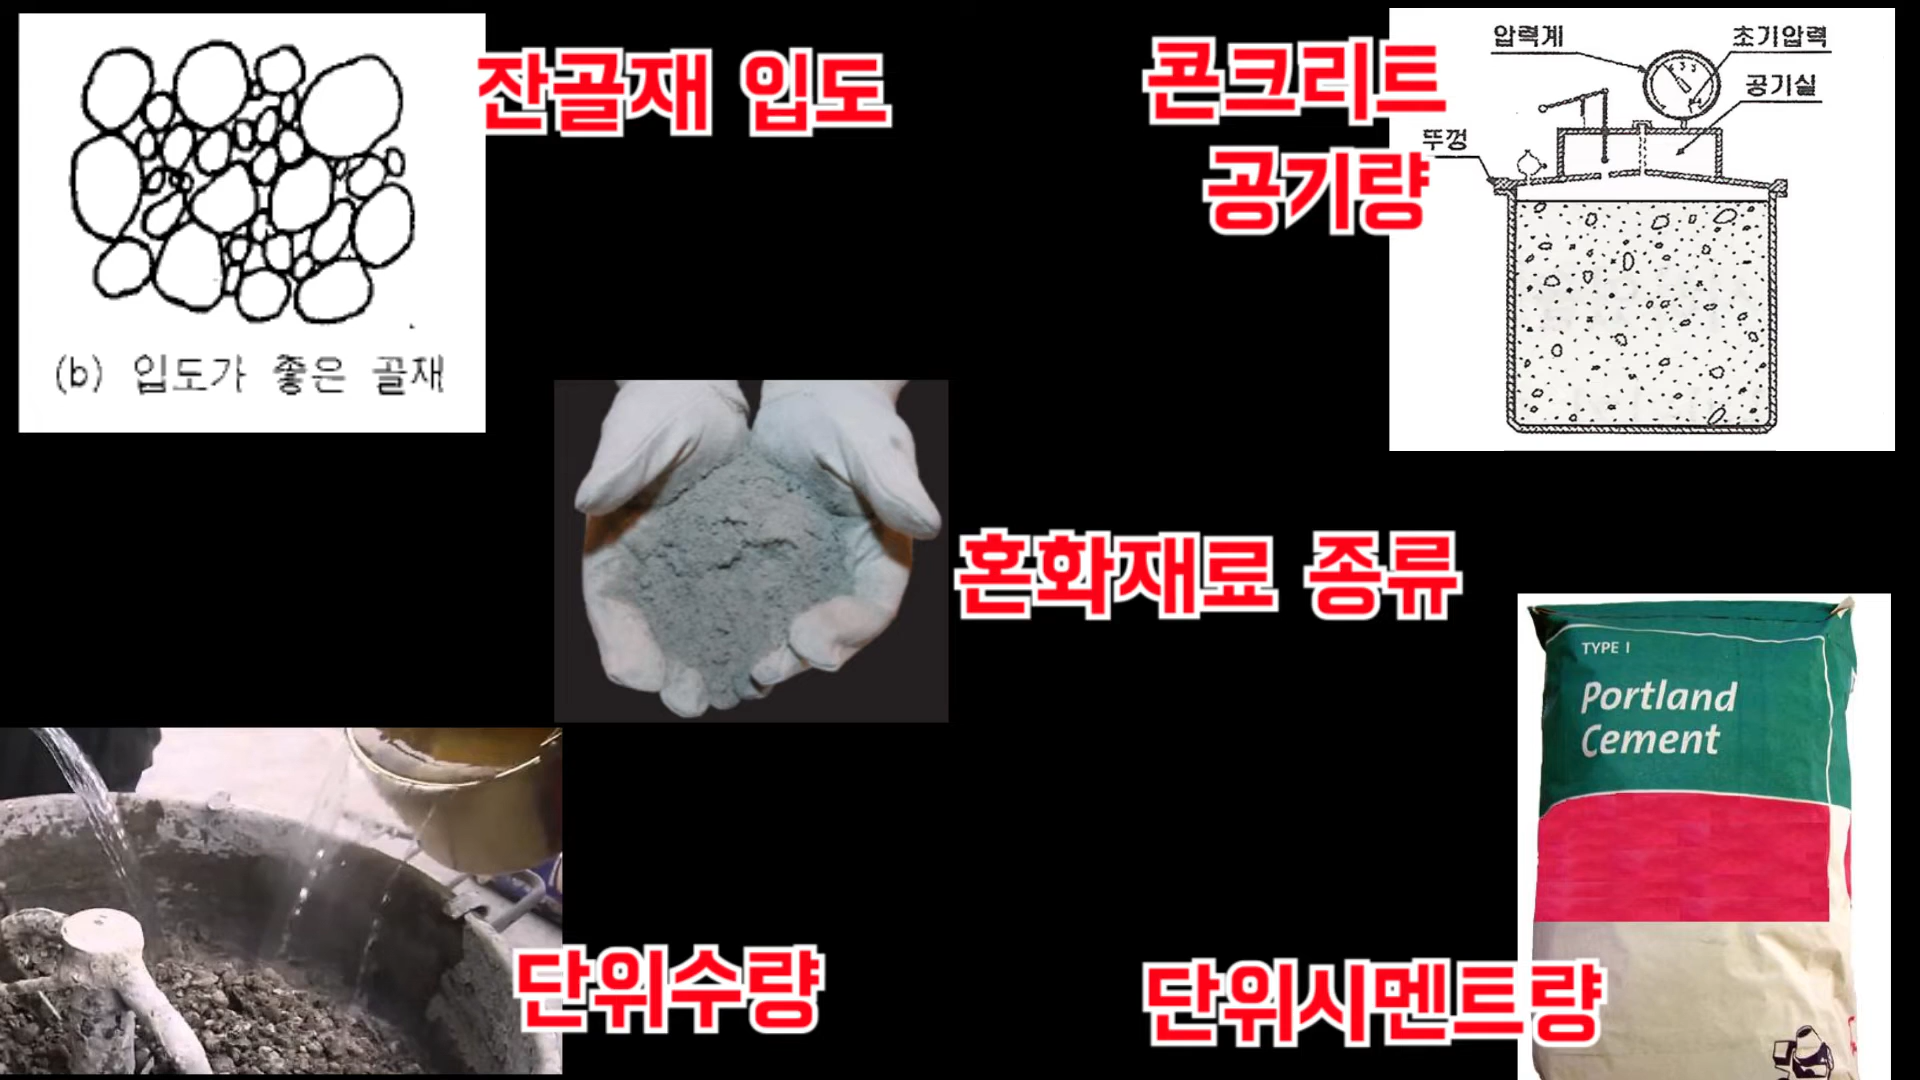 잔골재 입도
(b) 입도가 좋은 골재
콘크리트
공기량
압력계
초기압력
공기실
뚜껑
혼화재료 종류
단위수량
단위시멘트량
TYPE I
Portland
Cement